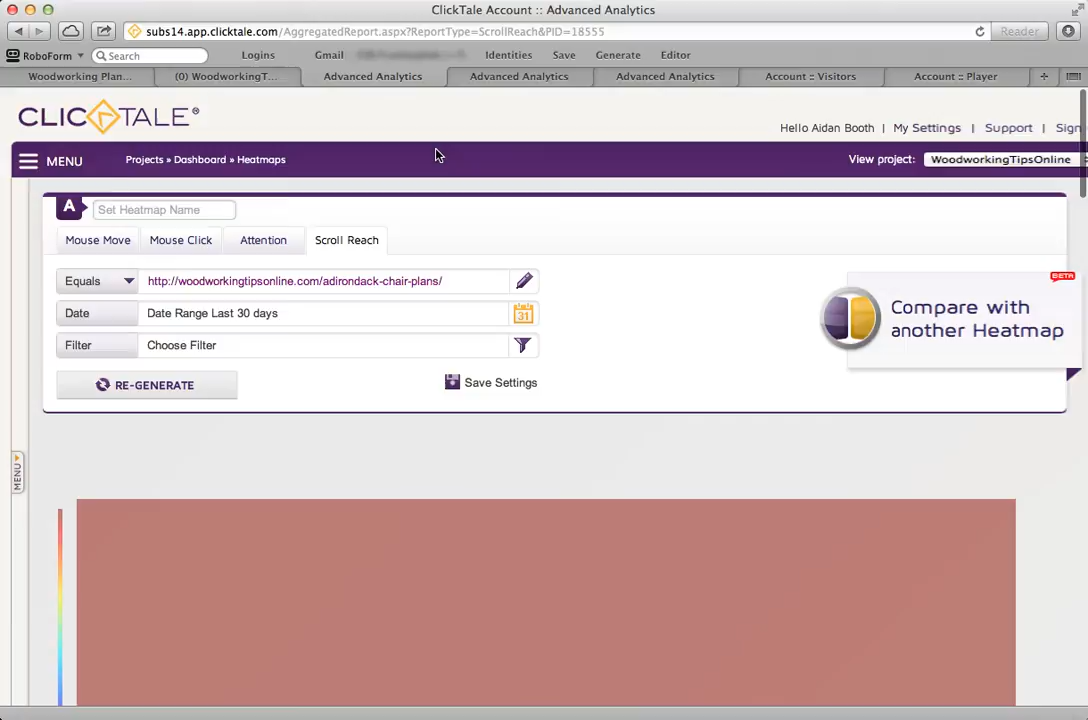 ClickTale Account :: Advanced Analytics
subs14.app.clicktale.com/AggregatedReport.aspx?ReportType=ScrollReach&PID=18555
Reader
RoboForm Search Logins Gmail Identities Save Generate Editor
Woodworking Plan... (0) WoodworkingT... Advanced Analytics Advanced Analytics Advanced Analytics Account :: Visitors Account :: Player
CLICKTALE®
Hello Aidan Booth | My Settings | Support | Sign
MENU Projects » Dashboard » Heatmaps View project: WoodworkingTipsOnline
A Set Heatmap Name
Mouse Move Mouse Click Attention Scroll Reach
Equals http://woodworkingtipsonline.com/adirondack-chair-plans/
BETA
Date Date Range Last 30 days 31
Compare with
another Heatmap
Filter Choose Filter
RE-GENERATE Save Settings
MENU